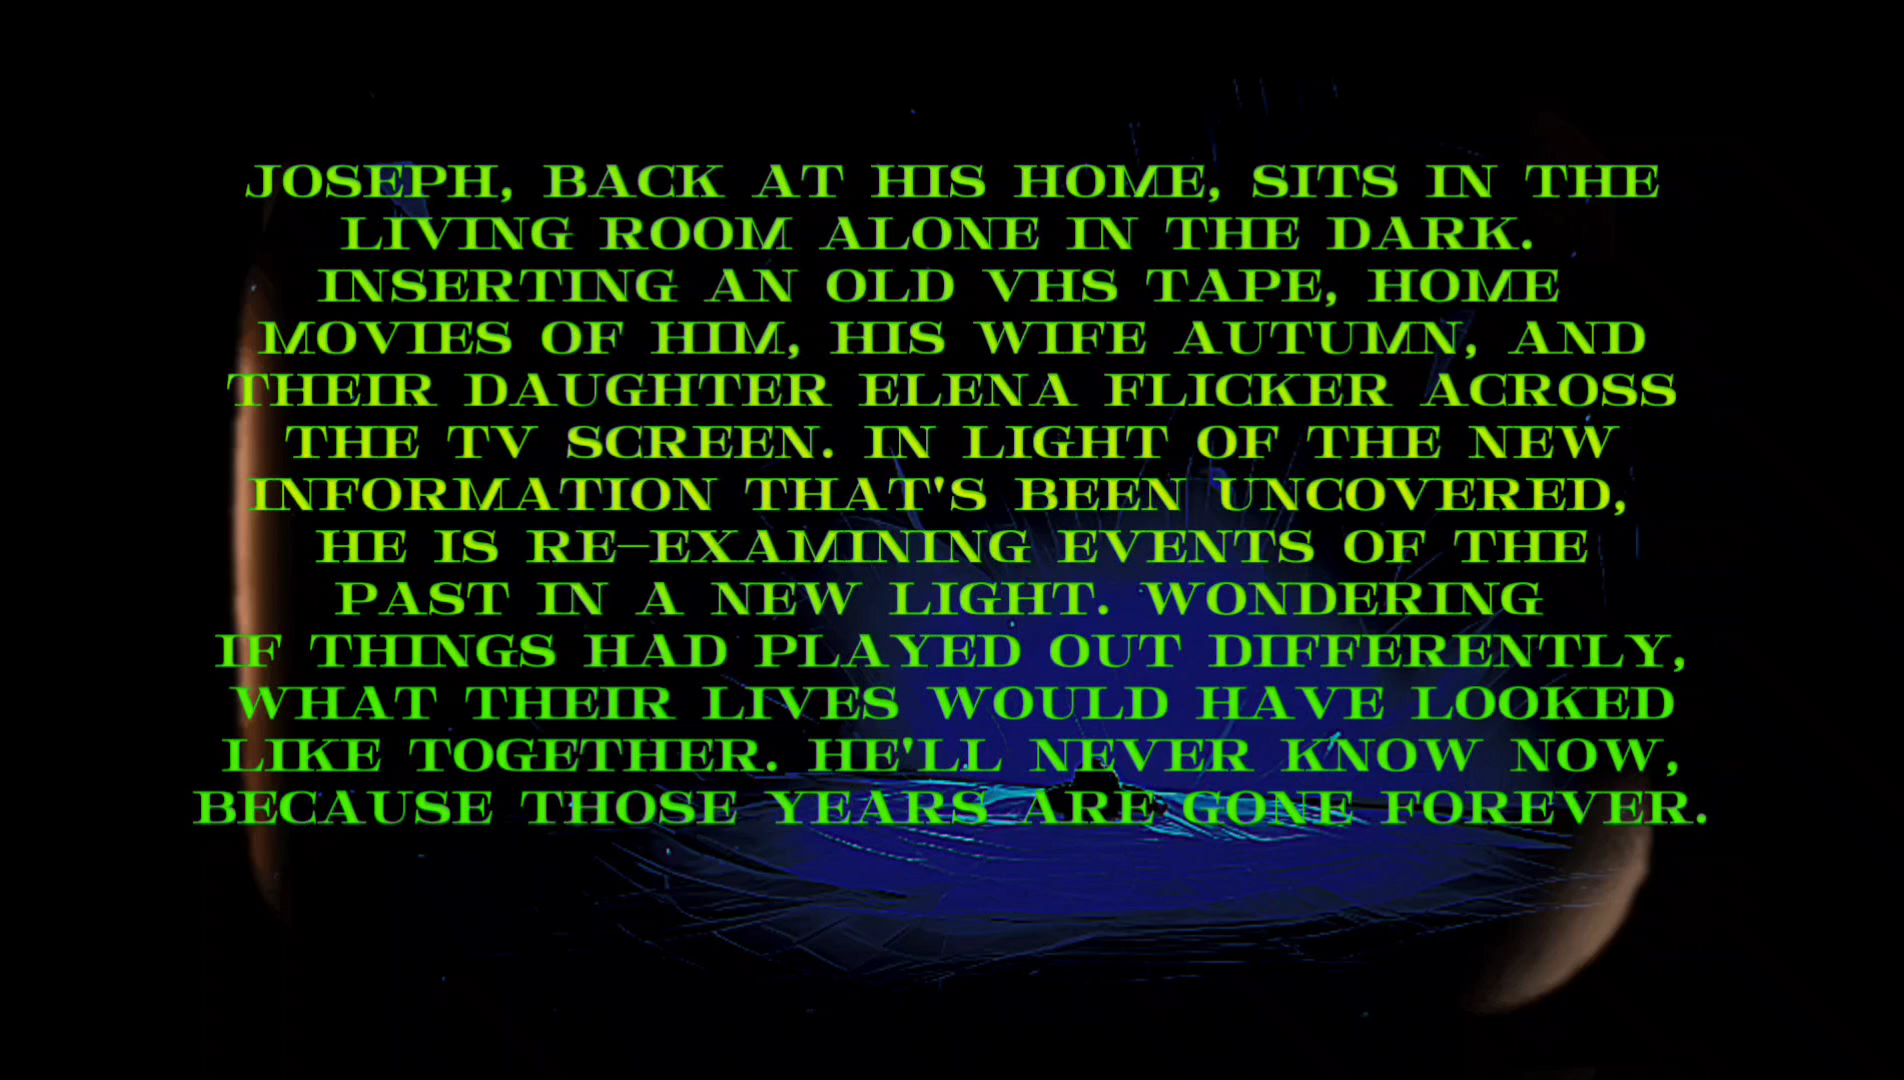 JOSEPH, BACK AT HIS HOME, SITS IN THE
LIVING ROOM ALONE IN THE DARK.
INSERTING AN OLD VHS TAPE, HOME
MOVIES OF HIM, HIS WIFE AUTUMN, AND
THEIR DAUGHTER ELENA FLICKER ACROSS
THE TV SCREEN. IN LIGHT OF THE NEW
INFORMATION THAT'S BEEN UNCOVERED,
HE IS RE-EXAMINING EVENTS OF THE
PAST IN A NEW LIGHT. WONDERING
IF THINGS HAD PLAYED OUT DIFFERENTLY,
WHAT THEIR LIVES WOULD HAVE LOOKED
LIKE TOGETHER. HE'LL NEVER KNOW NOW,
BECAUSE THOSE YEARS ARE GONE FOREVER.